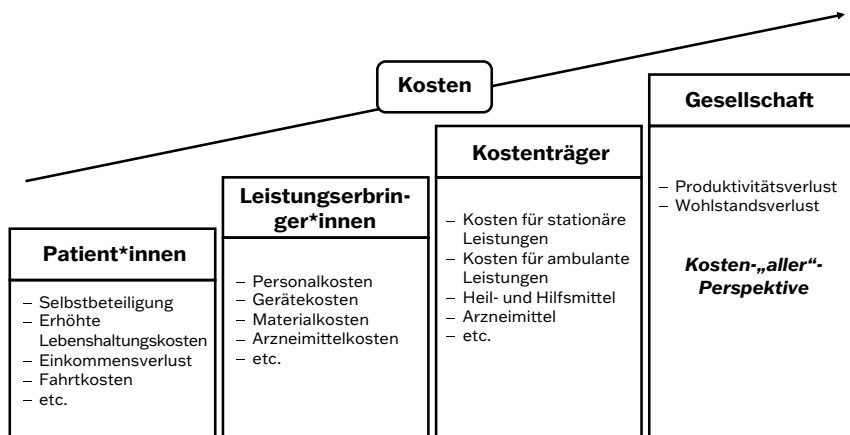 Kosten
Patient*innen
– Selbstbeteiligung
– Erhöhte
Lebenshaltungskosten
– Einkommensverlust
– Fahrtkosten
– etc.
Leistungserbrin-
ger*innen
– Personalkosten
– Gerätekosten
– Materialkosten
– Arzneimittelkosten
– etc.
Kostenträger
– Kosten für stationäre
Leistungen
– Kosten für ambulante
Leistungen
– Heil- und Hilfsmittel
– Arzneimittel
– etc.
Gesellschaft
– Produktivitätsverlust
– Wohlstandsverlust
Kosten-„aller“-
Perspektive